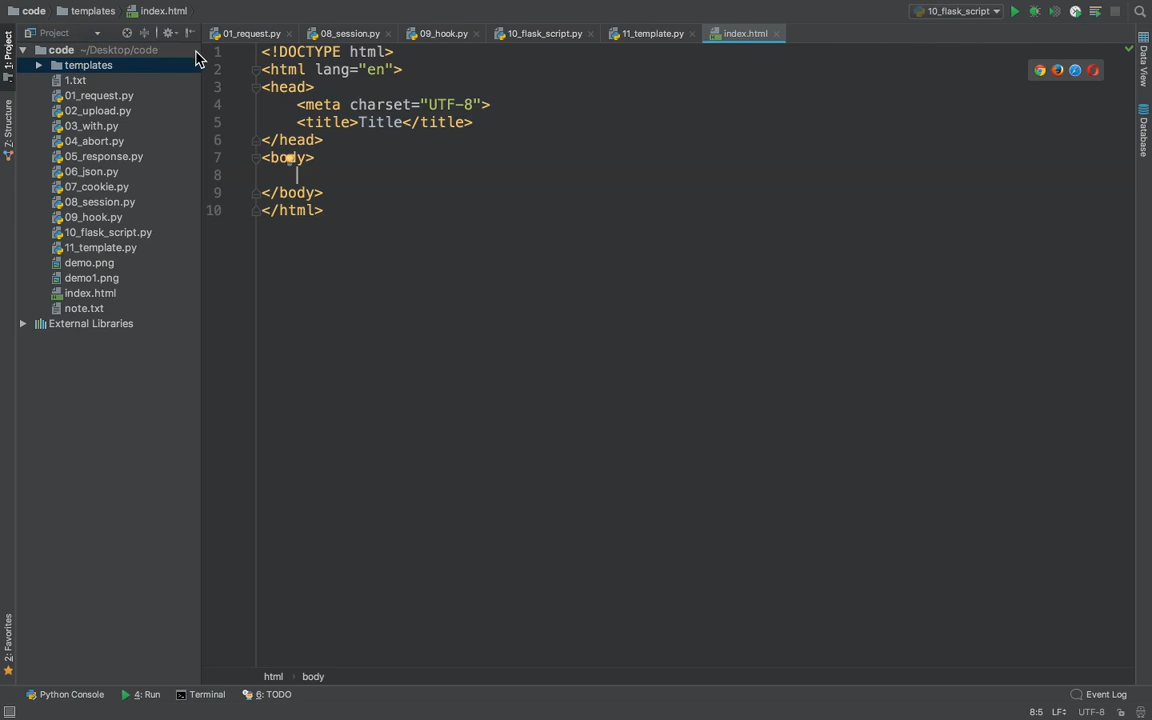 code templates index.html 10_flask_script
Project 01_request.py 08_session.py 09_hook.py 10_flask_script.py 11_template.py index.html
1: Project
Z: Structure
2: Favorites
code ~/Desktop/code
templates
1.txt
01_request.py
02_upload.py
03_with.py
04_abort.py
05_response.py
06_json.py
07_cookie.py
08_session.py
09_hook.py
10_flask_script.py
11_template.py
demo.png
demo1.png
index.html
note.txt
External Libraries
1 <!DOCTYPE html>
2 <html lang="en">
3 <head>
4 <meta charset="UTF-8">
5 <title>Title</title>
6 </head>
7 <body>
8
9 </body>
10 </html>
Data View
Database
html body
Python Console 4: Run Terminal 6: TODO Event Log
8:5 LF UTF-8